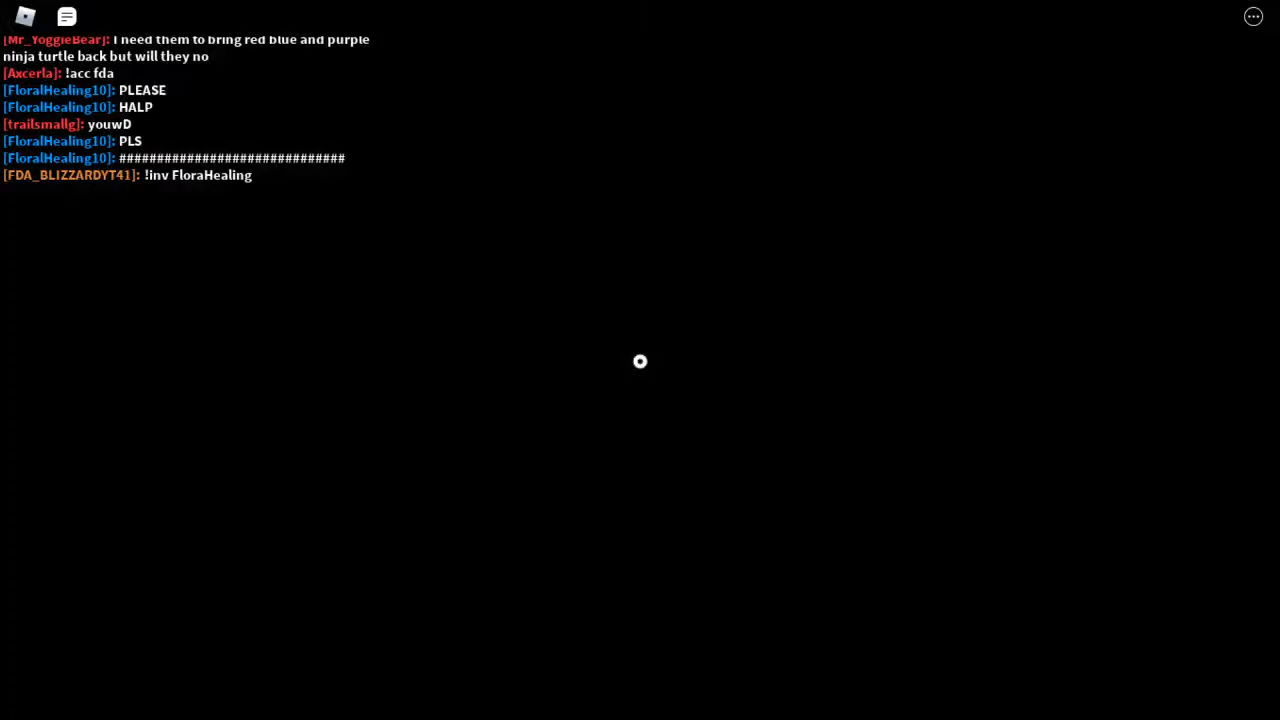 [Mr_YoggieBear]: I need them to bring red blue and purple
ninja turtle back but will they no
[Axcerla]: !acc fda
[FloralHealing10]: PLEASE
[FloralHealing10]: HALP
[trailsmallg]: youwD
[FloralHealing10]: PLS
[FloralHealing10]: ##############################
[FDA_BLIZZARDYT41]: !inv FloraHealing